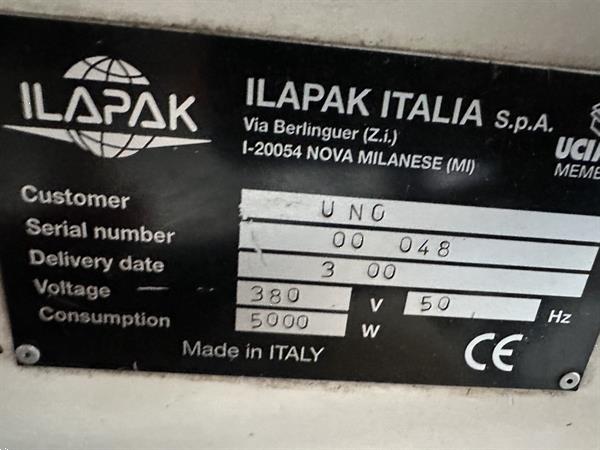 ILAPAK
ILAPAK ITALIA S.p.A.
Via Berlinguer (Z.i.)
I-20054 NOVA MILANESE (MI)
Customer UNO
Serial number 00 048
Delivery date 3 00
Voltage 380 V 50 Hz
Consumption 5000 W
Made in ITALY CE